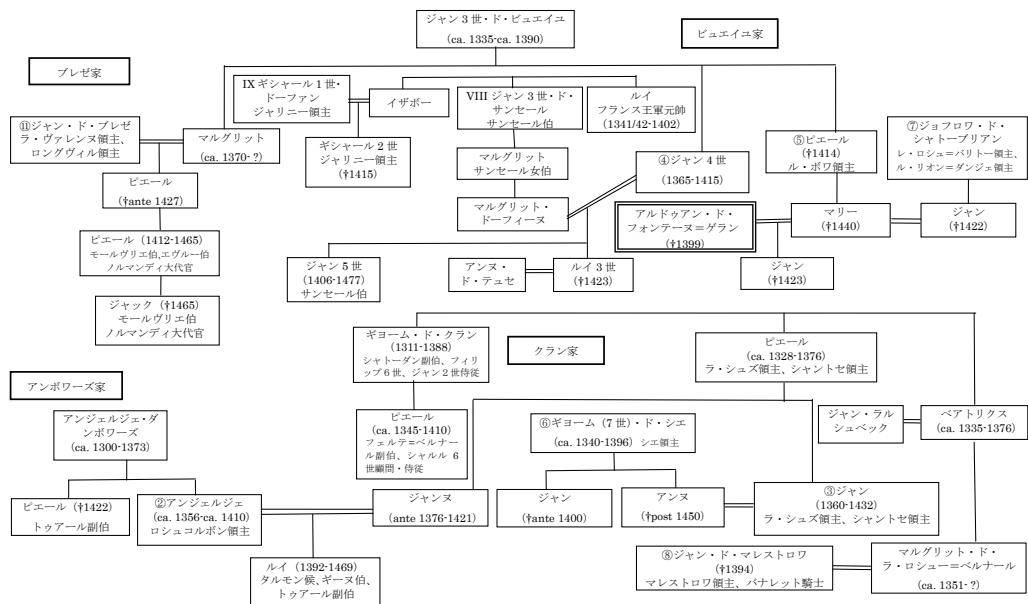 ジャン 3 世・ド・ビュエイユ
(ca. 1335-ca. 1390)
ビュエイユ家
ブレゼ家
IX ギシャール 1 世・
ドーファン
ジャリニー領主
イザボー
VIII ジャン 3 世・ド・
サンセール
サンセール伯
ルイ
フランス王軍元帥
(1341/42-1402)
⑪ジャン・ド・ブレゼ
ラ・ヴァレンヌ領主、
ロングヴィル領主
マルグリット
(ca. 1370- ?)
ギシャール 2 世
ジャリニー領主
(†1415)
マルグリット
サンセール女伯
④ジャン 4 世
(1365-1415)
⑤ピエール
(†1414)
ル・ボワ領主
⑦ジョフロワ・ド・
シャトーブリアン
レ・ロシュ=バリトー領主、
ル・リオン=ダンジェ領主
ピエール
(†ante 1427)
マルグリット・
ドーフィーヌ
アルドゥアン・ド・
フォンテーヌ=ゲラン
(†1399)
マリー
(†1440)
ジャン
(†1422)
ピエール (1412-1465)
モールヴリエ伯,エヴルー伯
ノルマンディ大代官
ジャン 5 世
(1406-1477)
サンセール伯
アンヌ・
ド・テュセ
ルイ 3 世
(†1423)
ジャン
(†1423)
ジャック (†1465)
モールヴリエ伯
ノルマンディ大代官
ギヨーム・ド・クラン
(1311-1388)
シャトーダン副伯、フィリ
ップ 6 世、ジャン 2 世侍従
クラン家
ピエール
(ca. 1328-1376)
ラ・シュズ領主、シャントセ領主
アンボワーズ家
アンジェルジェ・ダ
ンボワーズ
(ca. 1300-1373)
ピエール
(ca. 1345-1410)
フェルテ=ベルナー
ル副伯、シャルル 6
世顧問・侍従
⑥ギヨーム (7 世)・ド・シエ
(ca. 1340-1396) シエ領主
ジャン・ラル
シュベック
ベアトリクス
(ca. 1335-1376)
ピエール (†1422)
トゥアール副伯
②アンジェルジェ
(ca. 1356-ca. 1410)
ロシュコルボン領主
ジャンヌ
(ante 1376-1421)
ジャン
(†ante 1400)
アンヌ
(†post 1450)
③ジャン
(1360-1432)
ラ・シュズ領主、シャントセ領主
ルイ (1392-1469)
タルモン候、ギーヌ伯、
トゥアール副伯
⑧ジャン・ド・マレストロワ
(†1394)
マレストロワ領主、バナレット騎士
マルグリット・ド・
ラ・ロシュー=ベルナール
(ca. 1351- ?)